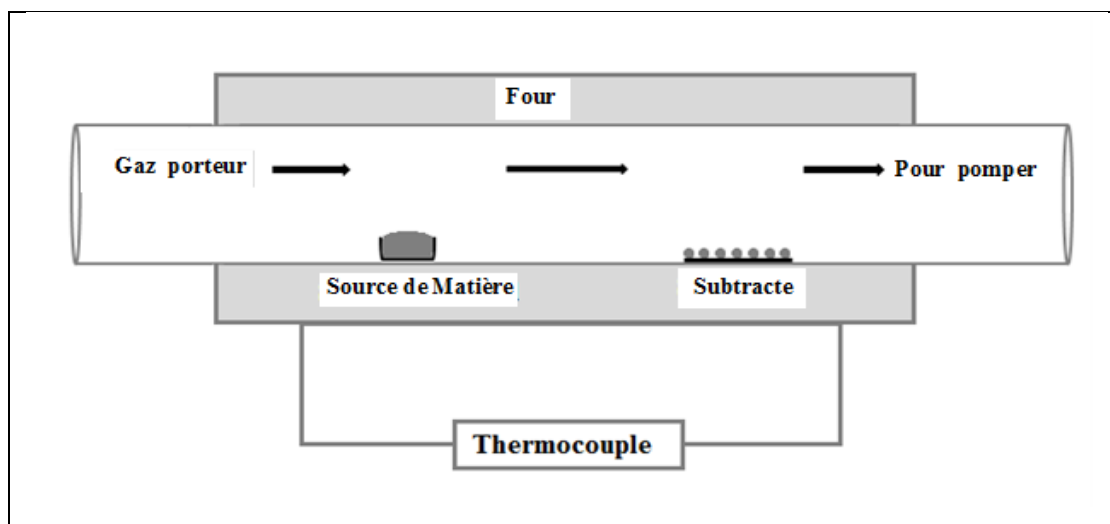 Four
Gaz porteur
Pour pomper
Source de Matière
Subtracte
Thermocouple